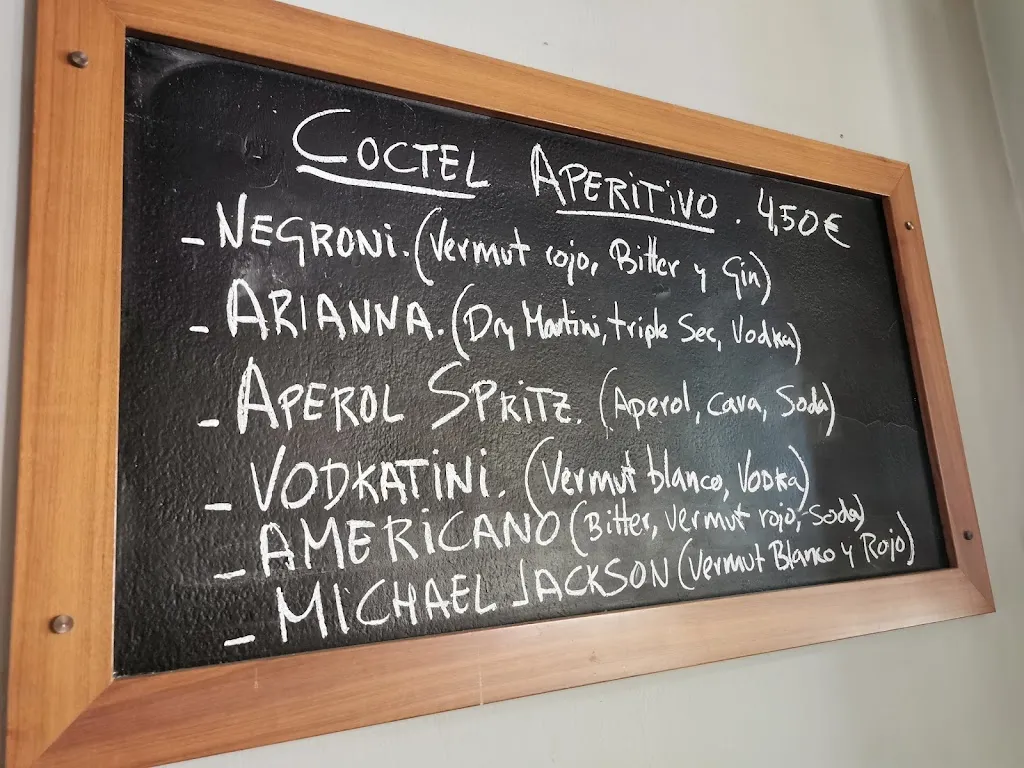 COCTEL APERITIVO. 4,50€
- NEGRONI. (Vermut rojo, Bitter y Gin)
- ARIANNA. (Dry Martini, triple Sec, Vodka)
- APEROL SPRITZ. (Aperol, cava, Soda)
- VODKATINI. (Vermut blanco, Vodka)
- AMERICANO (Bitter, Vermut rojo, Soda)
- MICHAEL JACKSON (Vermut Blanco y Rojo)